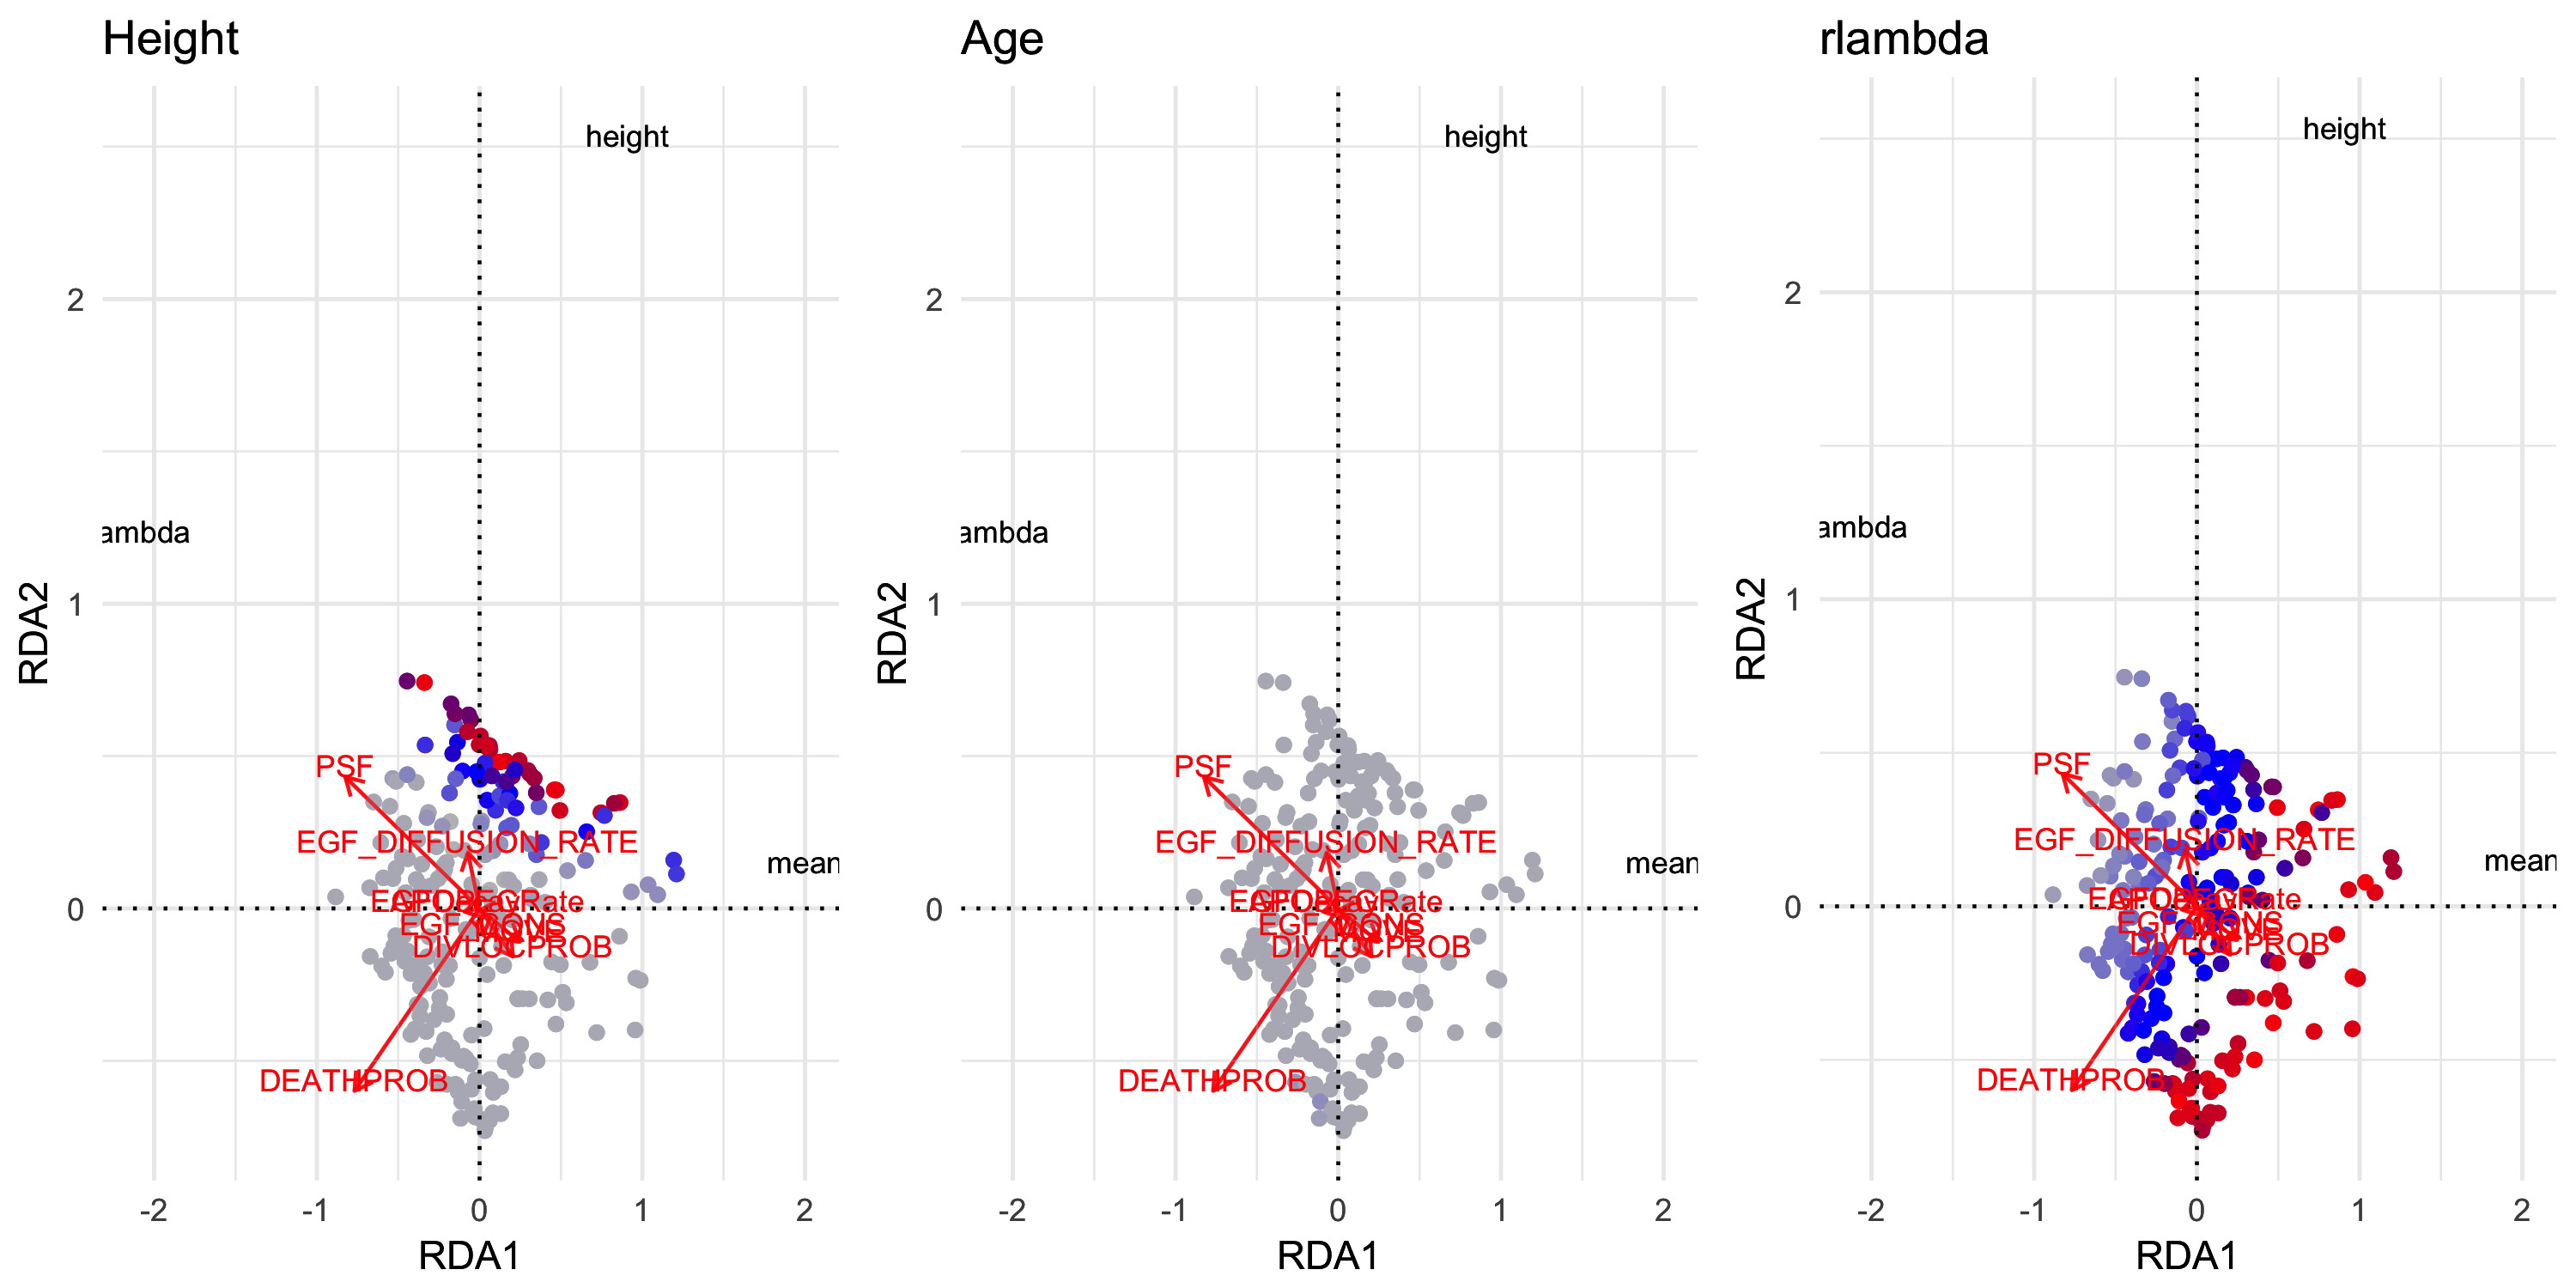 Height
height
2
ambda
1
RDA2
PSF
EGF_DIFFUSION_RATE
mean
0
DIVLOCPROB
DEATHPROB
-2 -1 0 1 2
RDA1
Age
height
2
ambda
1
RDA2
PSF
EGF_DIFFUSION_RATE
mean
0
DIVLOCPROB
DEATHPROB
-2 -1 0 1 2
RDA1
rlambda
height
2
ambda
1
RDA2
PSF
EGF_DIFFUSION_RATE
mean
0
DIVLOCPROB
DEATHPROB
-2 -1 0 1 2
RDA1